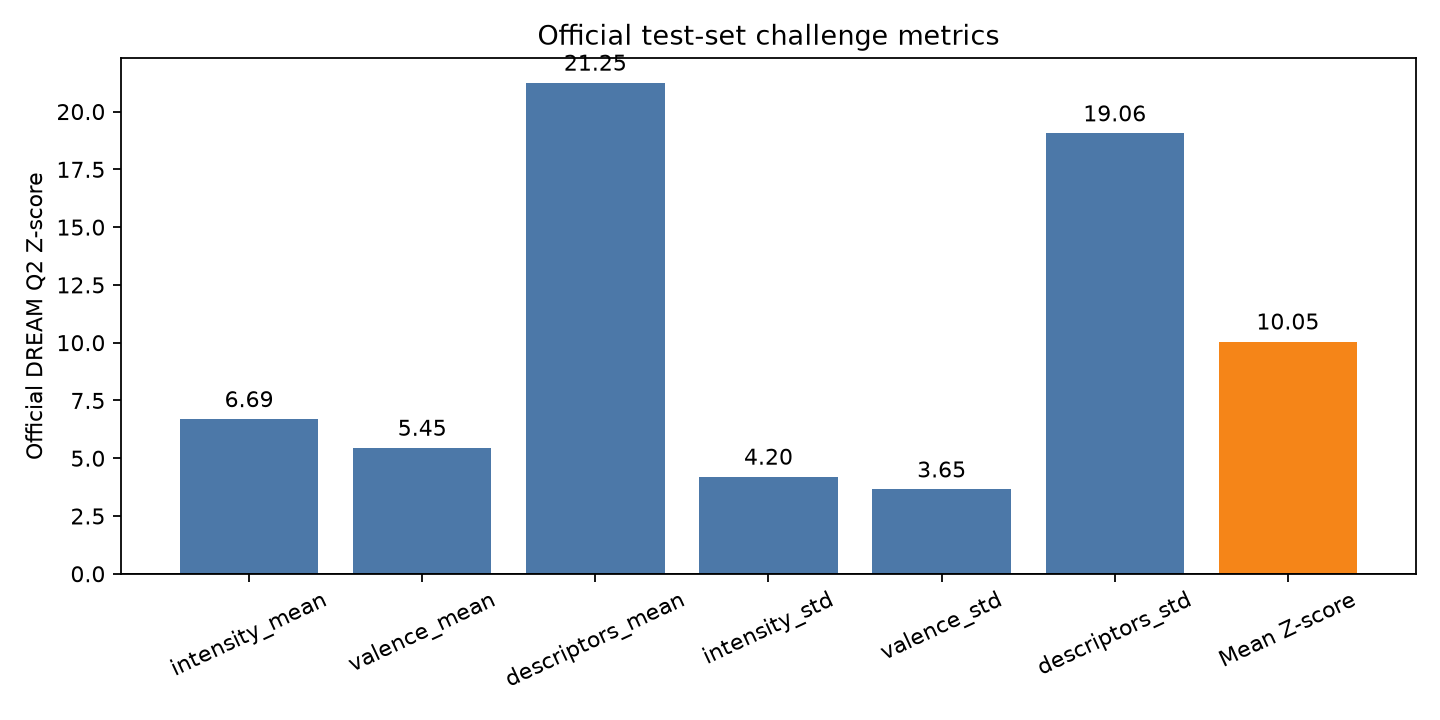 Official test-set challenge metrics
Official DREAM Q2 Z-score
20.0
17.5
15.0
12.5
10.0
7.5
5.0
2.5
0.0
6.69
5.45
21.25
4.20
3.65
19.06
10.05
intensity_mean
valence_mean
descriptors_mean
intensity_std
valence_std
descriptors_std
Mean Z-score